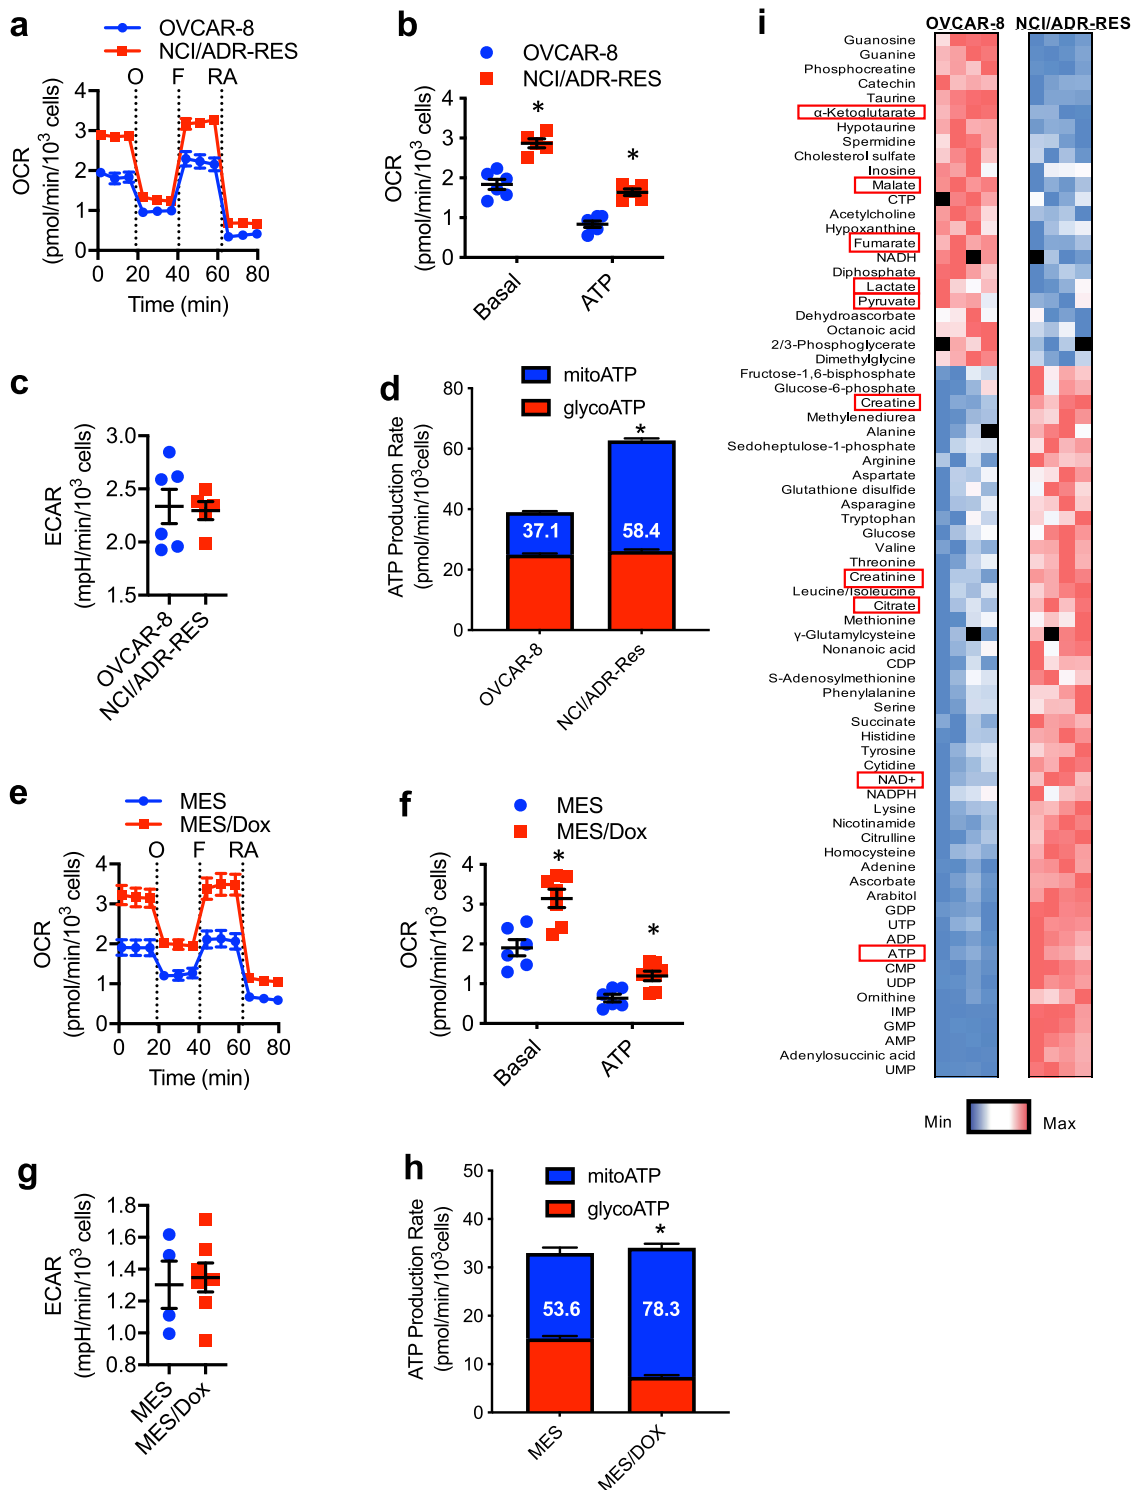 a
OVCAR-8
NCI/ADR-RES
O F RA
OCR
(pmol/min/10³ cells)
4
3
2
1
0
0 20 40 60 80
Time (min)
b
OVCAR-8
NCI/ADR-RES
*
*
OCR
(pmol/min/10³ cells)
4
3
2
1
0
Basal
ATP
c
ECAR
(mpH/min/10³ cells)
3.0
2.5
2.0
1.5
OVCAR-8
NCI/ADR-RES
d
mitoATP
glycoATP
*
ATP Production Rate
(pmol/min/10³cells)
80
60
40
20
0
37.1
58.4
OVCAR-8
NCI/ADR-Res
e
MES
MES/Dox
O F RA
OCR
(pmol/min/10³ cells)
4
3
2
1
0
0 20 40 60 80
Time (min)
f
MES
MES/Dox
*
*
OCR
(pmol/min/10³ cells)
4
3
2
1
0
Basal
ATP
g
ECAR
(mpH/min/10³ cells)
1.8
1.6
1.4
1.2
1.0
0.8
MES
MES/Dox
h
mitoATP
glycoATP
*
ATP Production Rate
(pmol/min/10³cells)
50
40
30
20
10
0
53.6
78.3
MES
MES/DOX
i
OVCAR-8 NCI/ADR-RES
Guanosine
Guanine
Phosphocreatine
Catechin
Taurine
α-Ketoglutarate
Hypotaurine
Spermidine
Cholesterol sulfate
Inosine
Malate
CTP
Acetylcholine
Hypoxanthine
Fumarate
NADH
Diphosphate
Lactate
Pyruvate
Dehydroascorbate
Octanoic acid
2/3-Phosphoglycerate
Dimethylglycine
Fructose-1,6-bisphosphate
Glucose-6-phosphate
Creatine
Methylenediurea
Alanine
Sedoheptulose-1-phosphate
Arginine
Aspartate
Glutathione disulfide
Asparagine
Tryptophan
Glucose
Valine
Threonine
Creatinine
Leucine/Isoleucine
Citrate
Methionine
γ-Glutamylcysteine
Nonanoic acid
CDP
S-Adenosylmethionine
Phenylalanine
Serine
Succinate
Histidine
Tyrosine
Cytidine
NAD+
NADPH
Lysine
Nicotinamide
Citrulline
Homocysteine
Adenine
Ascorbate
Arabitol
GDP
UTP
ADP
ATP
CMP
UDP
Ornithine
IMP
GMP
AMP
Adenylosuccinic acid
UMP
Min Max